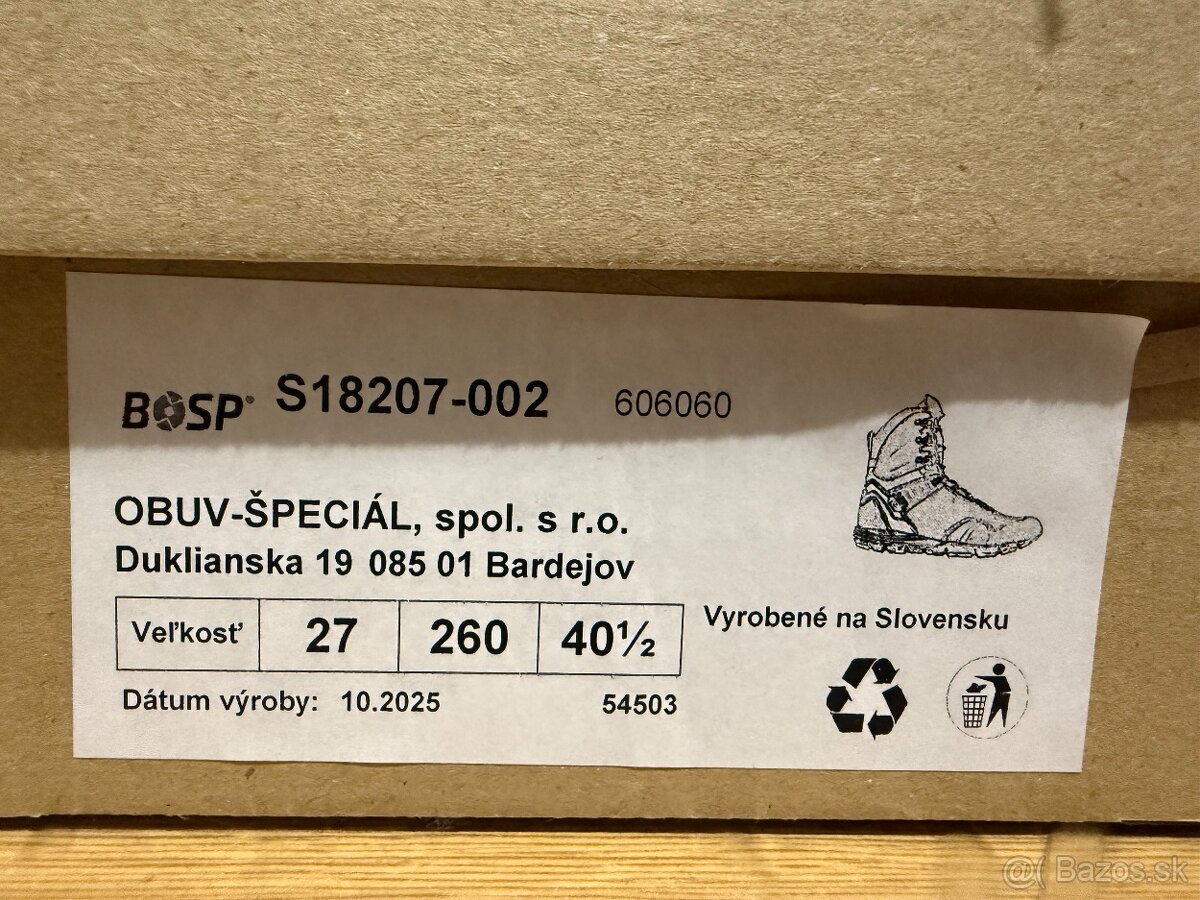 BOSP® S18207-002 606060
OBUV-ŠPECIÁL, spol. s r.o.
Duklianska 19 085 01 Bardejov
Veľkosť 27 260 40½
Vyrobené na Slovensku
Dátum výroby: 10.2025 54503
@( Bazos.sk